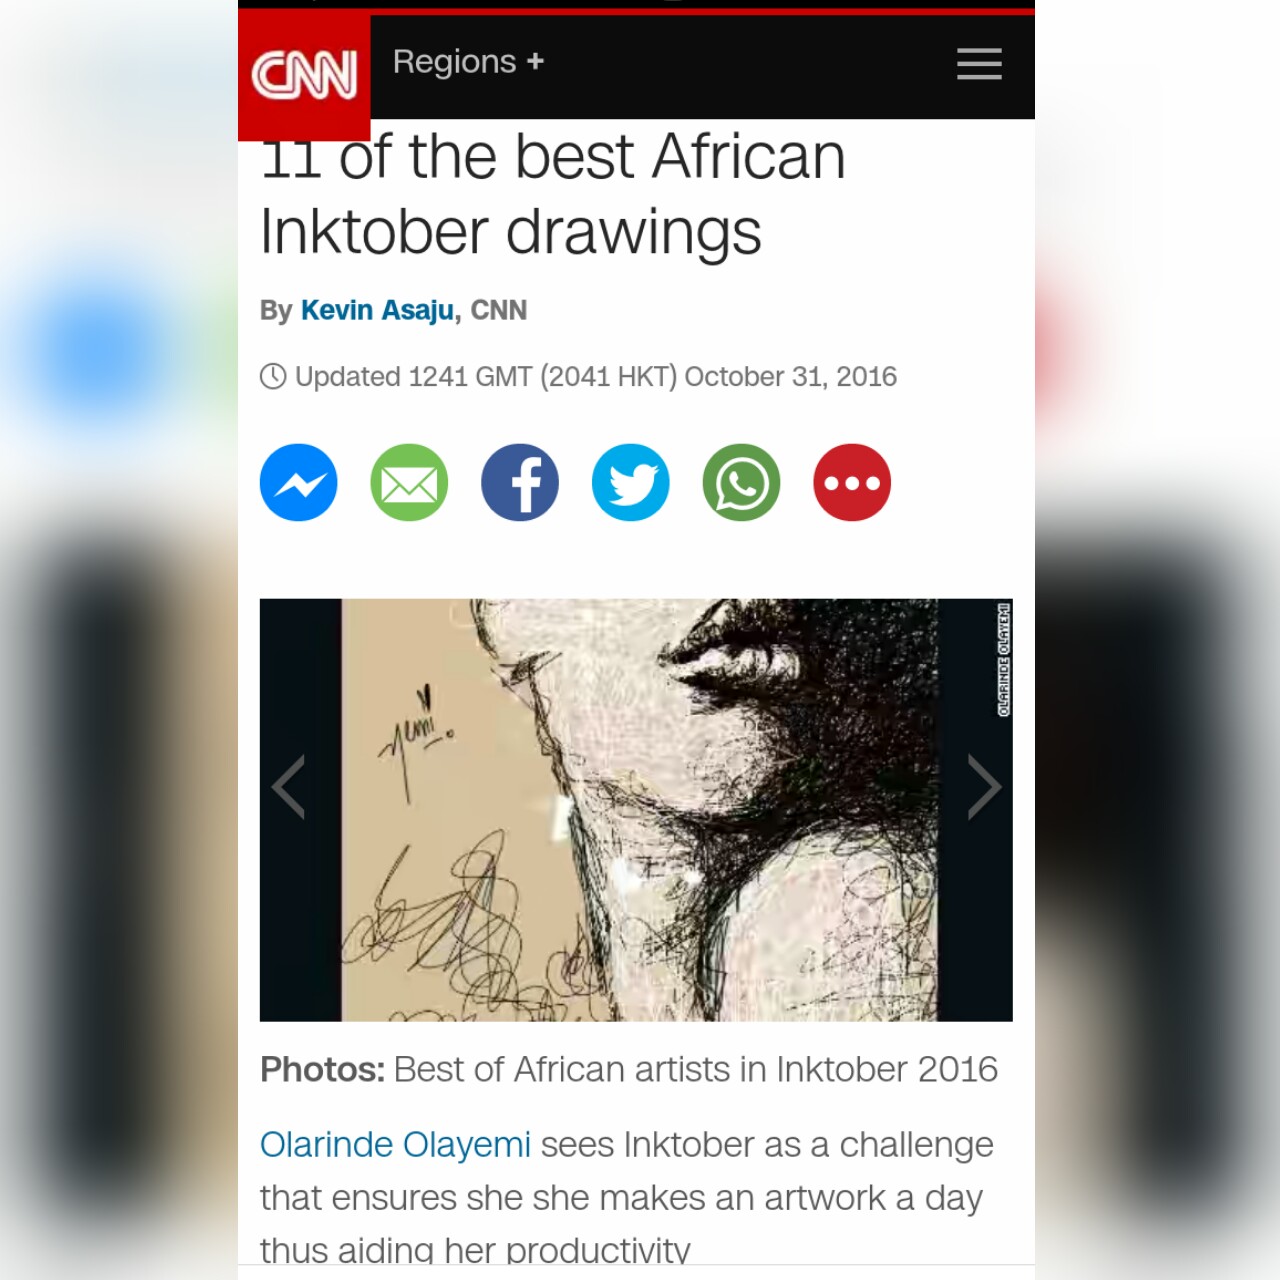 CNN
Regions +
11 of the best African
Inktober drawings
By Kevin Asaju, CNN
Updated 1241 GMT (2041 HKT) October 31, 2016
OLARINDE OLAYEMI
yemi.
Photos: Best of African artists in Inktober 2016
Olarinde Olayemi sees Inktober as a challenge
that ensures she she makes an artwork a day
thus aiding her productivity